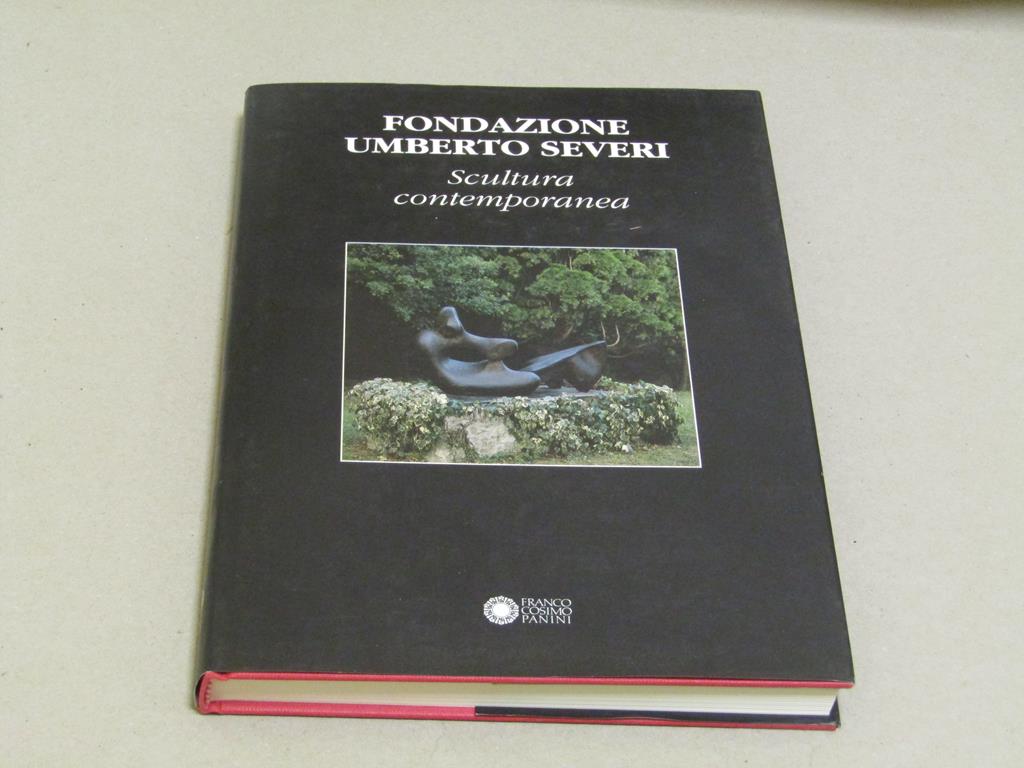 FONDAZIONE
UMBERTO SEVERI
Scultura
contemporanea
FRANCO
COSIMO
PANINI